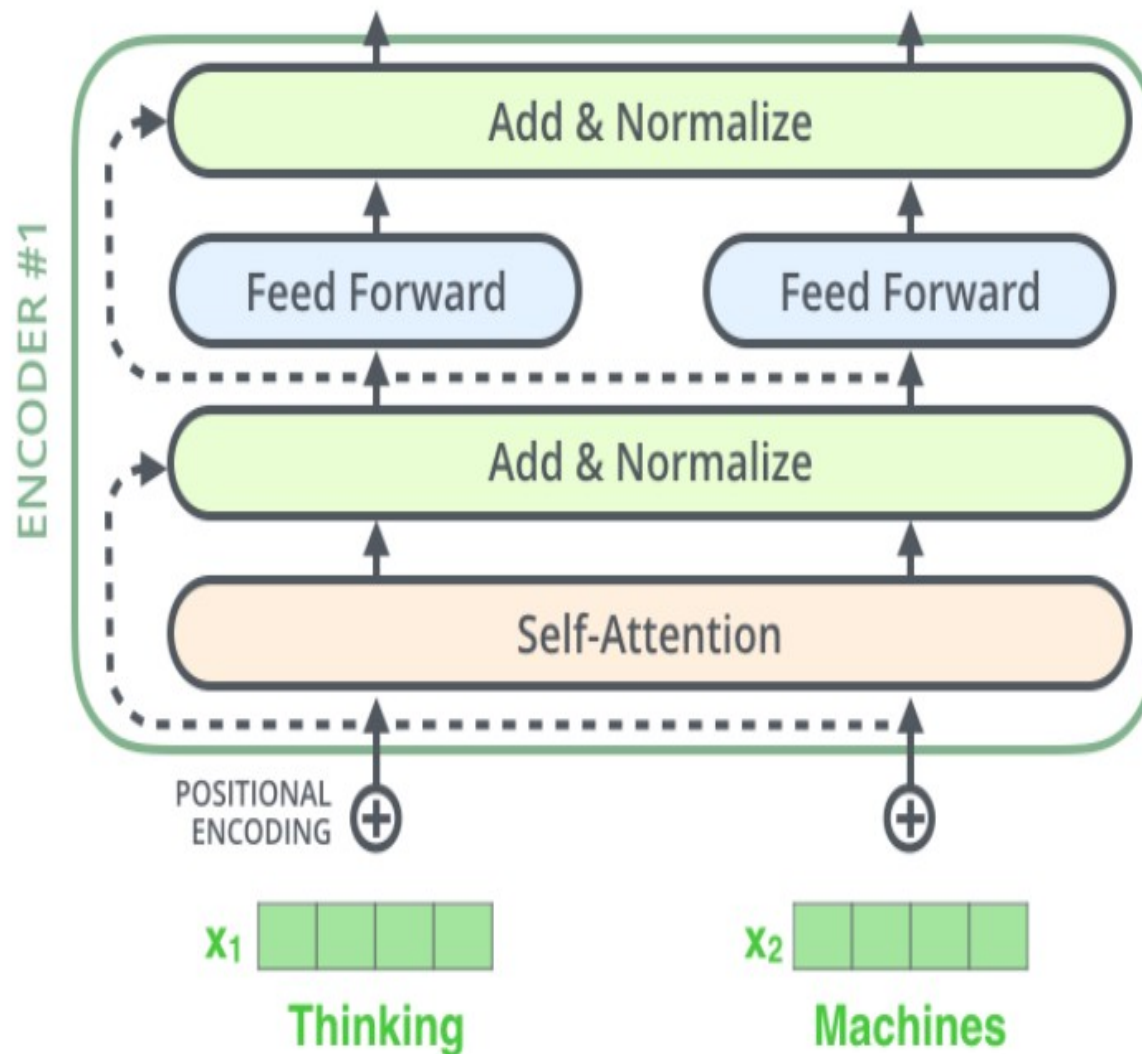 Add & Normalize
Feed Forward
Feed Forward
ENCODER #1
Add & Normalize
Self-Attention
POSITIONAL
ENCODING
x₁
x₂
Thinking
Machines